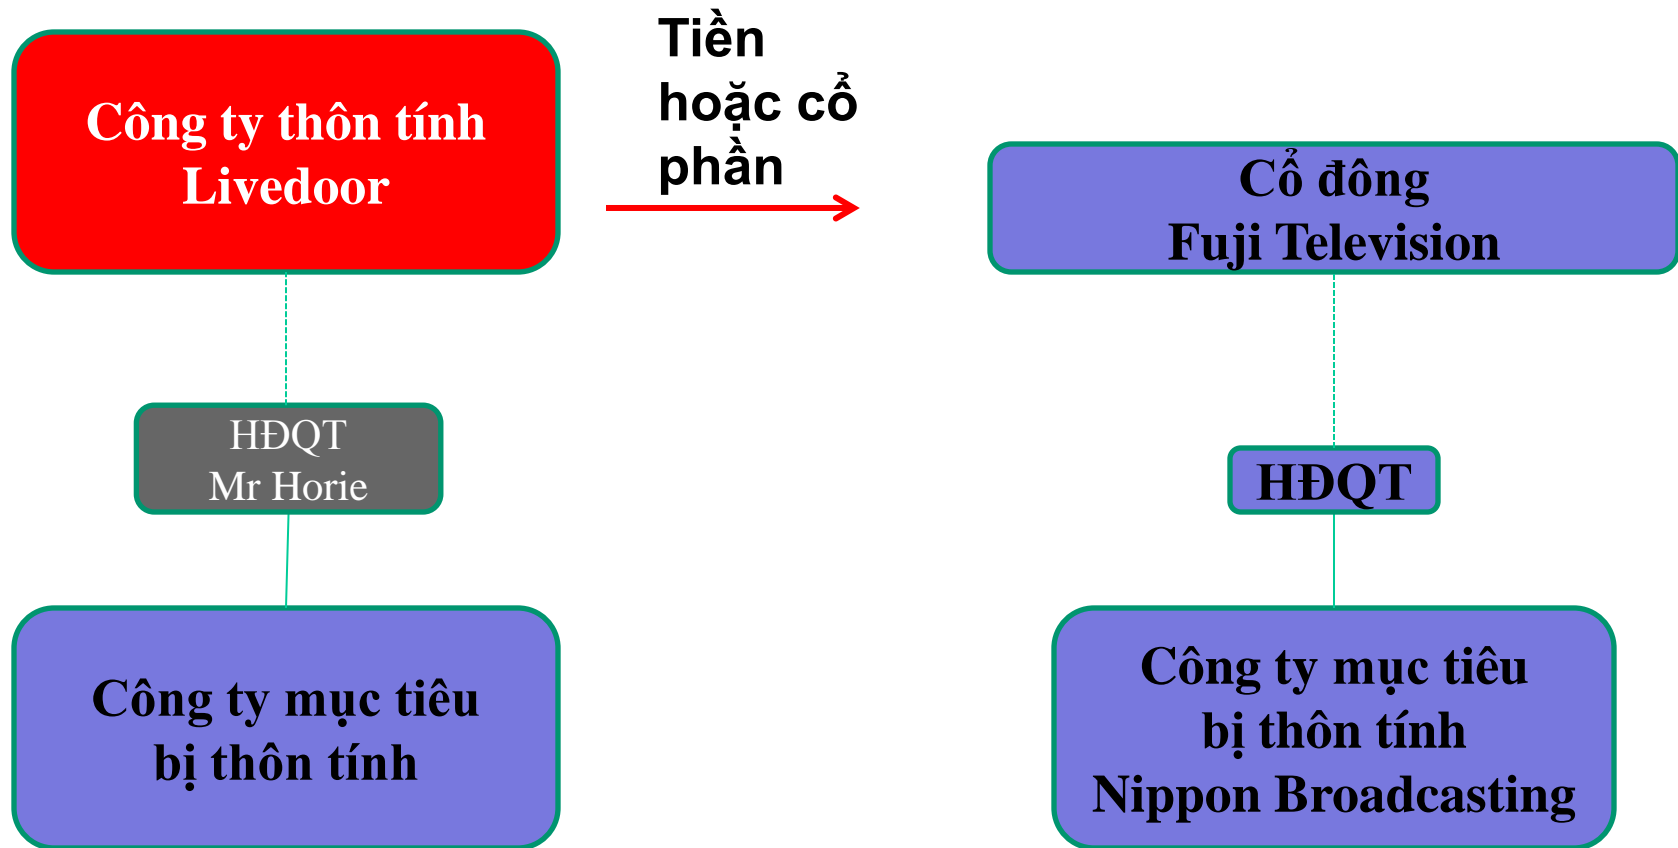 Công ty thôn tính
Livedoor
Tiền
hoặc cổ
phần
Cổ đông
Fuji Television
HĐQT
Mr Horie
HĐQT
Công ty mục tiêu
bị thôn tính
Công ty mục tiêu
bị thôn tính
Nippon Broadcasting